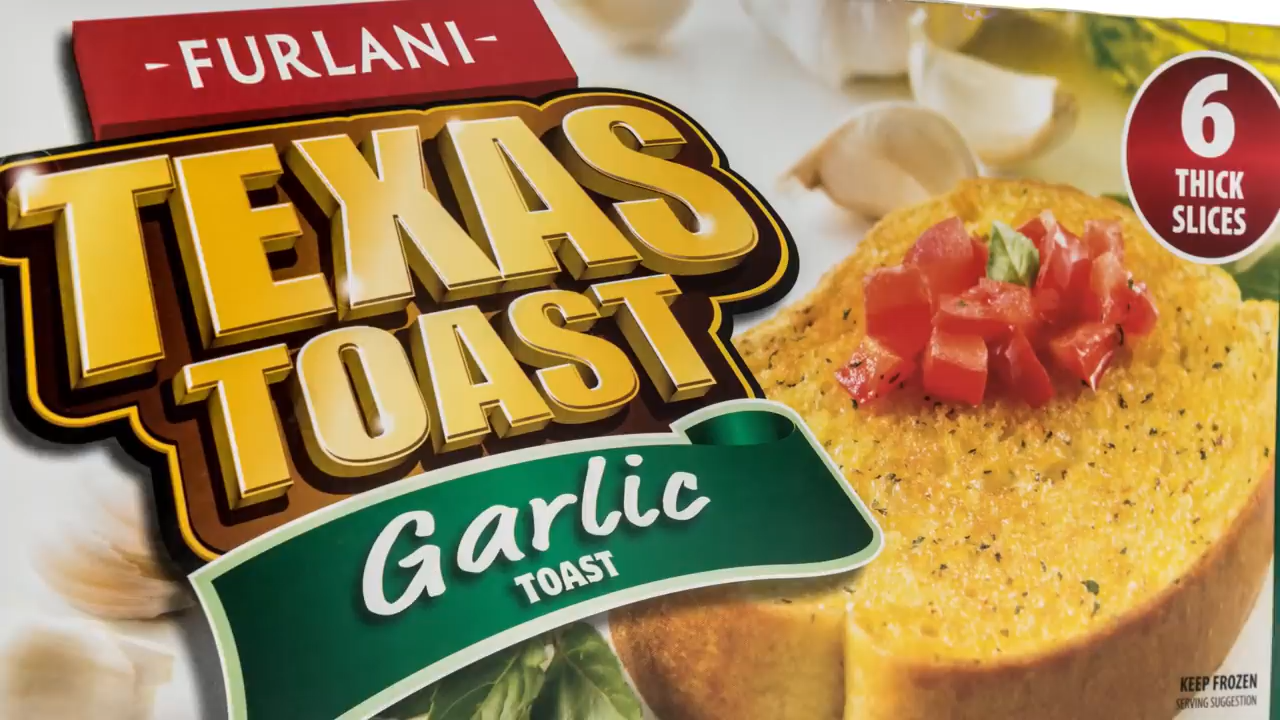 -FURLANI-
TEXAS
TOAST
Garlic
TOAST
6
THICK
SLICES
KEEP FROZEN
SERVING SUGGESTION